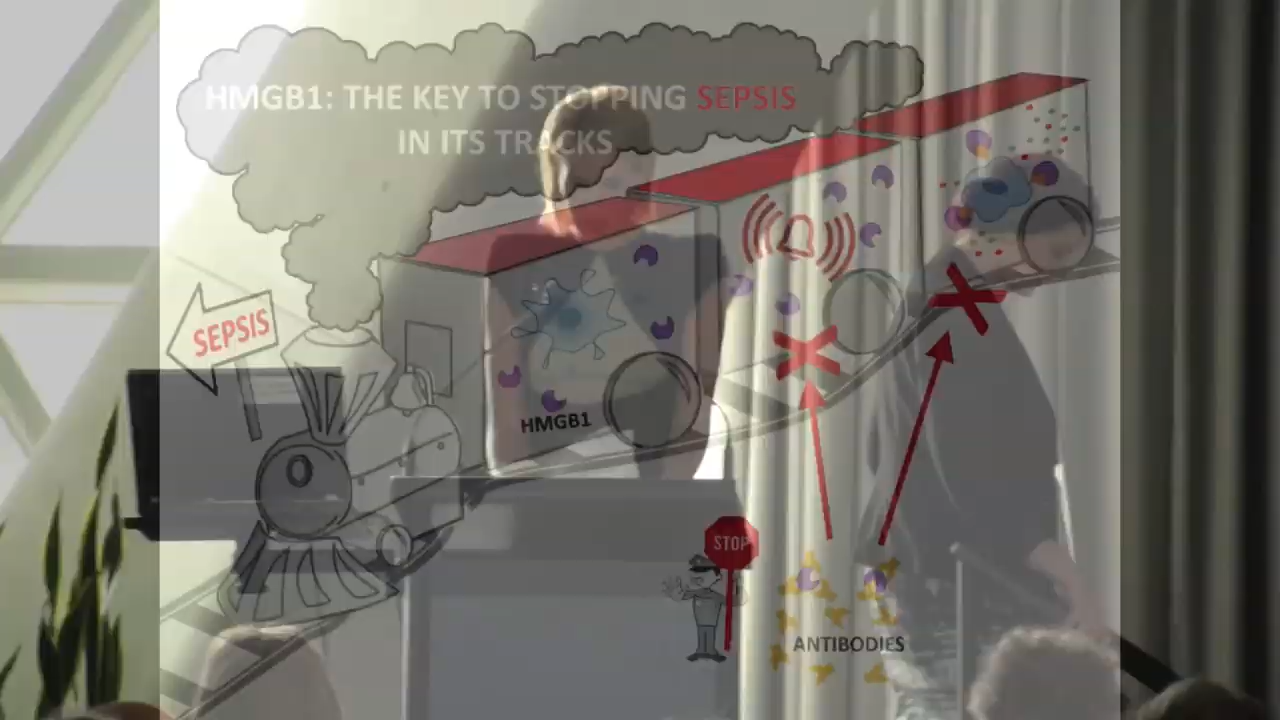 HMGB1: THE KEY TO STOPPING SEPSIS
IN ITS TRACKS
SEPSIS
HMGB1
STOP
ANTIBODIES